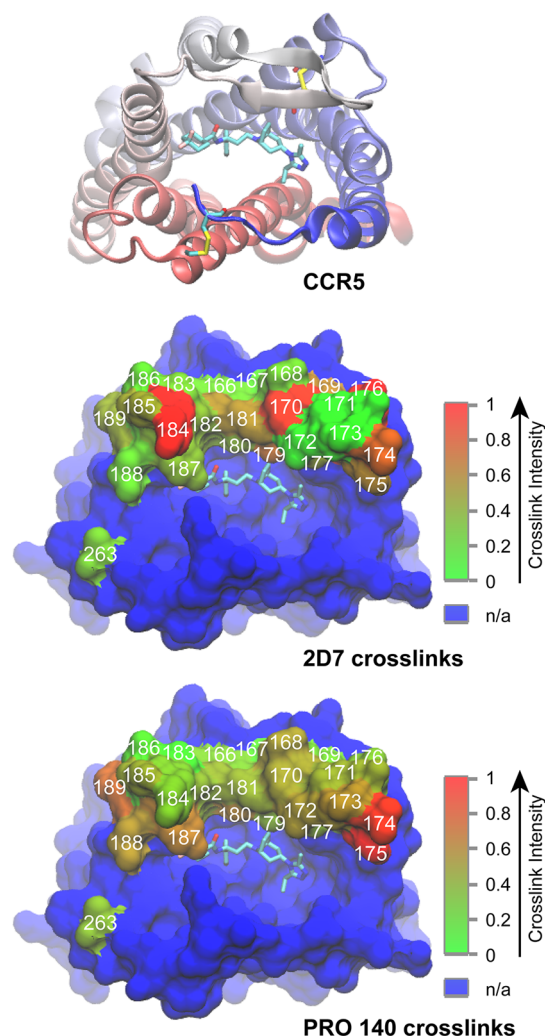 CCR5
186 183 166 167 168 169 176
189 185 184 182 181 170 171
180 172 173 174
188 187 179 177 175
263
1
0.8
0.6
0.4
0.2
0
n/a
Crosslink Intensity
2D7 crosslinks
186 183 166 167 168 169 176
189 185 184 182 181 170 171
180 172 173 174
188 187 179 177 175
263
1
0.8
0.6
0.4
0.2
0
n/a
Crosslink Intensity
PRO 140 crosslinks